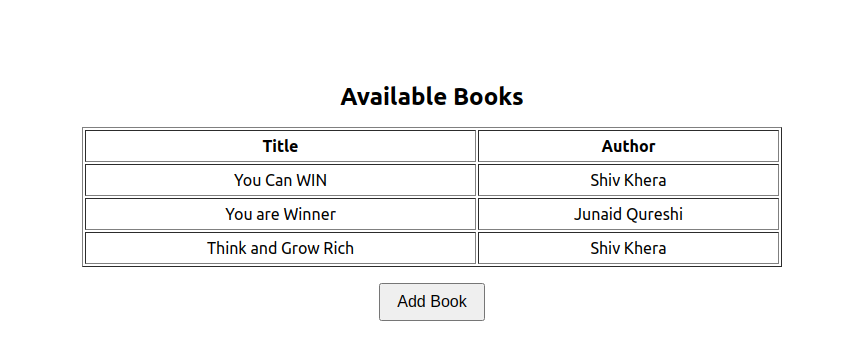 Available Books
Title Author
You Can WIN Shiv Khera
You are Winner Junaid Qureshi
Think and Grow Rich Shiv Khera
Add Book